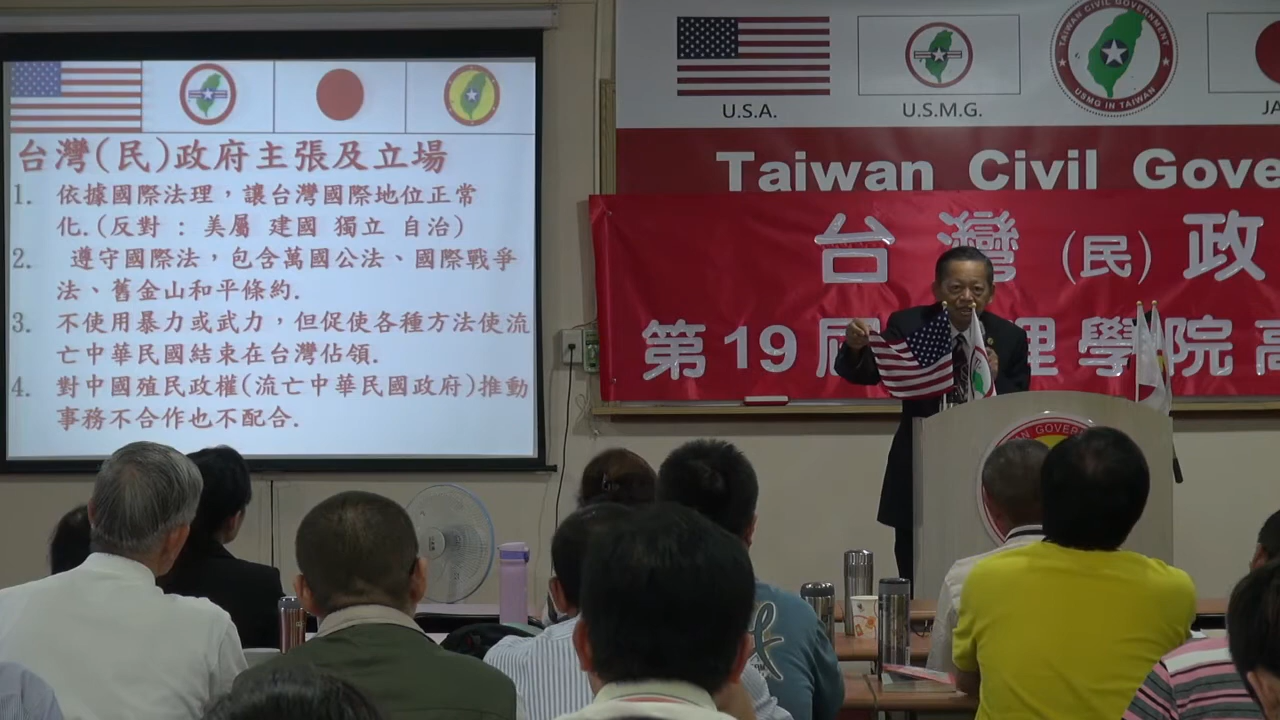 台灣(民)政府主張及立場
1. 依據國際法理，讓台灣國際地位正常
化.(反對 : 美屬 建國 獨立 自治)
2. 遵守國際法，包含萬國公法、國際戰爭
法、舊金山和平條約.
3. 不使用暴力或武力，但促使各種方法使流
亡中華民國結束在台灣佔領.
4. 對中國殖民政權(流亡中華民國政府)推動
事務不合作也不配合.
U.S.A.
U.S.M.G.
TAIWAN CIVIL GOVERNMENT
USMG IN TAIWAN
JA
Taiwan Civil Gove
台灣(民)政
第19屆 理學院高